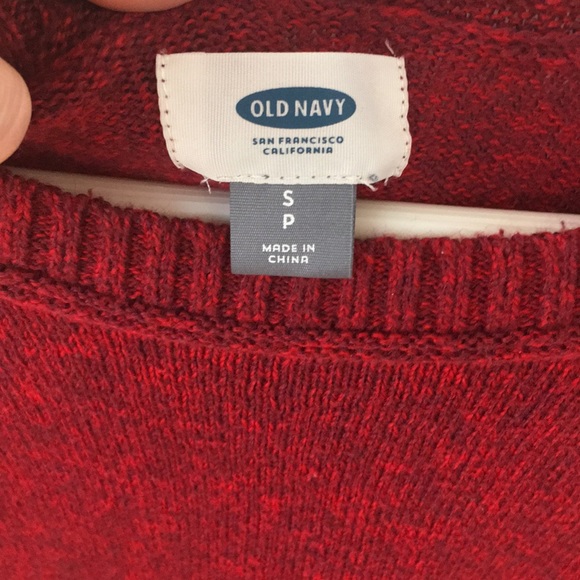 OLD NAVY
SAN FRANCISCO
CALIFORNIA
S
P
MADE IN
CHINA